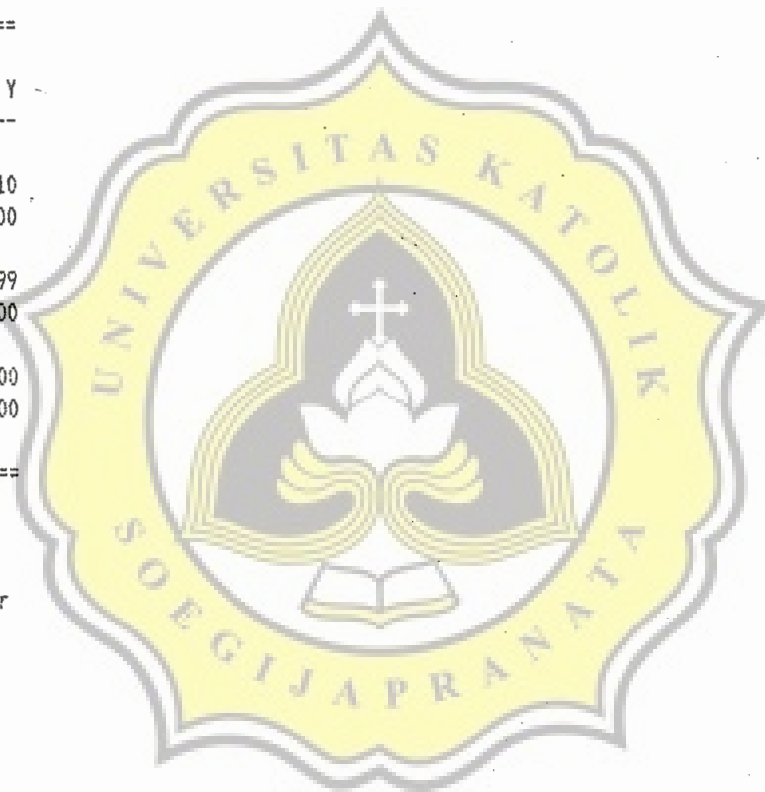 ==
Y
--
10
00
99
00
00
00
==
r
UNIVERSITAS KATOLIK
SOEGIJAPRANATA